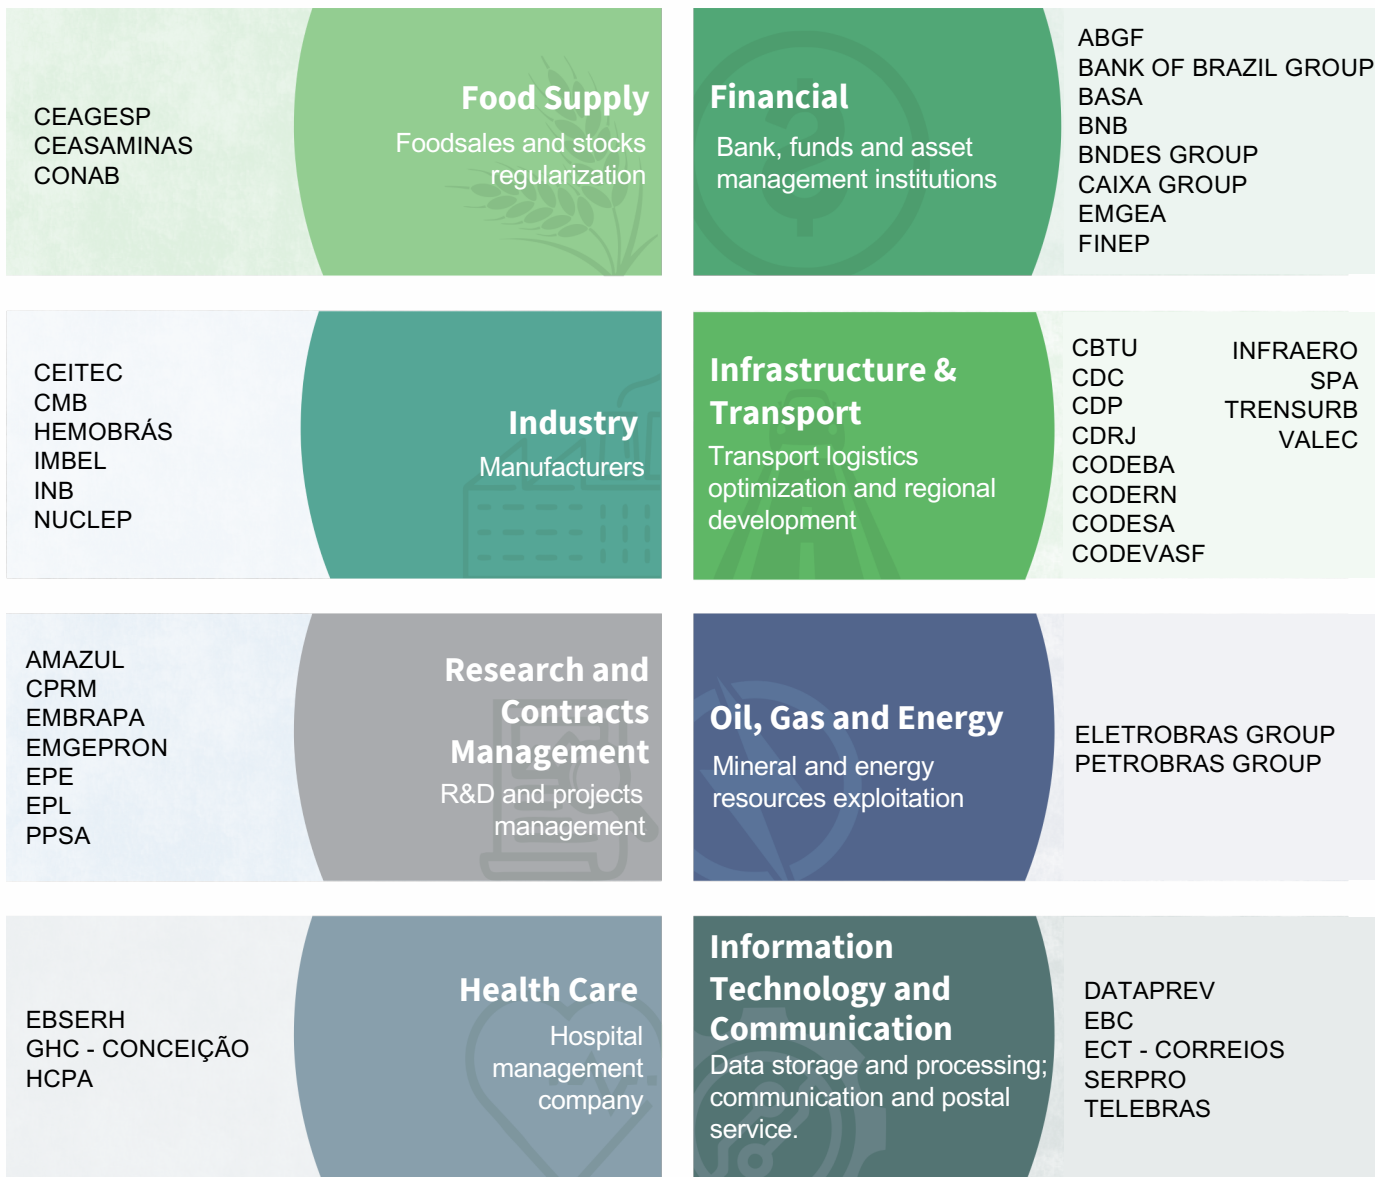 CEAGESP
CEASAMINAS
CONAB
Food Supply
Foodsales and stocks
regularization
Financial
Bank, funds and asset
management institutions
ABGF
BANK OF BRAZIL GROUP
BASA
BNB
BNDES GROUP
CAIXA GROUP
EMGEA
FINEP
CEITEC
CMB
HEMOBRÁS
IMBEL
INB
NUCLEP
Industry
Manufacturers
Infrastructure &
Transport
Transport logistics
optimization and regional
development
CBTU
CDC
CDP
CDRJ
CODEBA
CODERN
CODESA
CODEVASF
INFRAERO
SPA
TRENSURB
VALEC
AMAZUL
CPRM
EMBRAPA
EMGEPRON
EPE
EPL
PPSA
Research and
Contracts
Management
R&D and projects
management
Oil, Gas and Energy
Mineral and energy
resources exploitation
ELETROBRAS GROUP
PETROBRAS GROUP
EBSERH
GHC - CONCEIÇÃO
HCPA
Health Care
Hospital
management
company
Information
Technology and
Communication
Data storage and processing;
communication and postal
service.
DATAPREV
EBC
ECT - CORREIOS
SERPRO
TELEBRAS